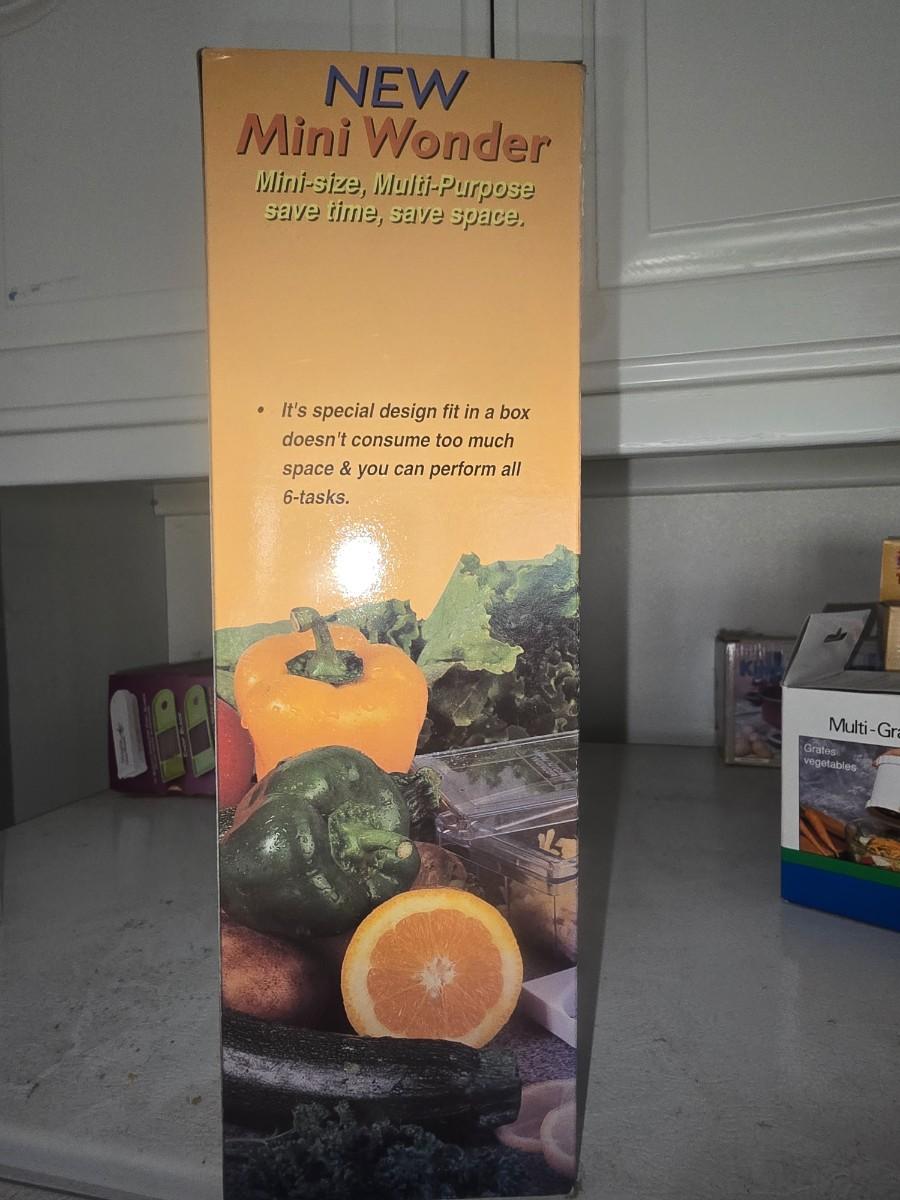 NEW
Mini Wonder
Mini-size, Multi-Purpose
save time, save space.
• It's special design fit in a box
doesn't consume too much
space & you can perform all
6-tasks.
Multi-Gra
Grates
vegetables